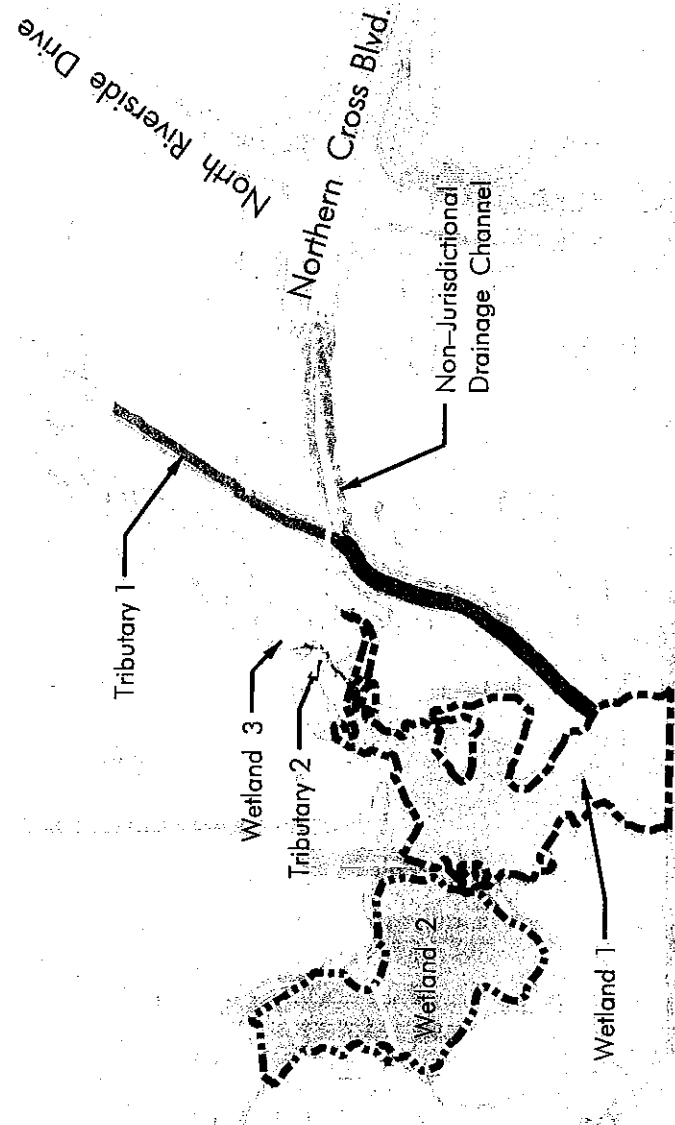 North Riverside Drive
Northern Cross Blvd.
Non-Jurisdictional
Drainage Channel
Tributary 1
Wetland 3
Tributary 2
Wetland 2
Wetland 1